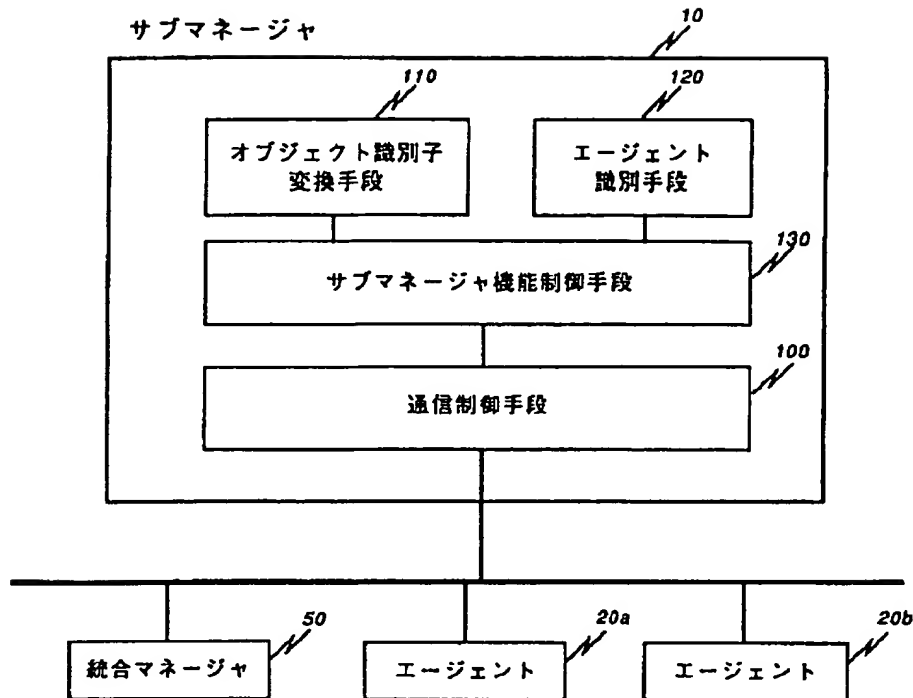 サブマネージャ
10
110
120
オブジェクト識別子
変換手段
エージェント
識別手段
130
サブマネージャ機能制御手段
100
通信制御手段
50
20a
20b
統合マネージャ
エージェント
エージェント